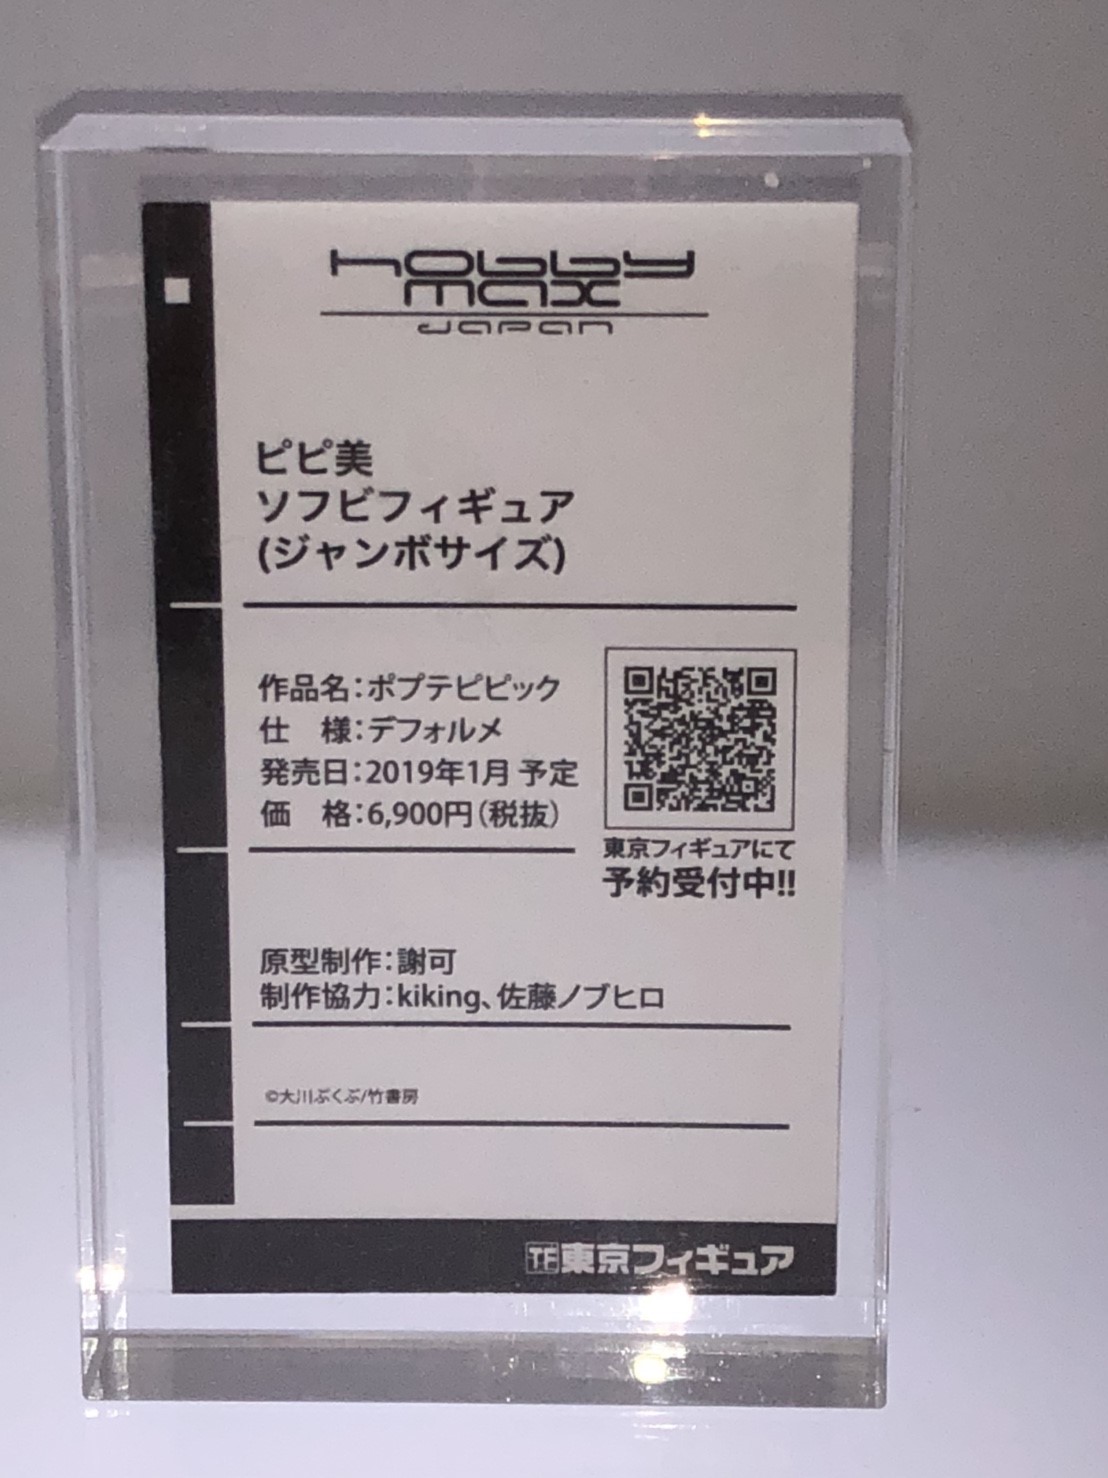 hobby
max
JAPAN
ピピ美
ソフビフィギュア
(ジャンボサイズ)
作品名：ポプテピピック
仕　様：デフォルメ
発売日：2019年1月 予定
価　格：6,900円（税抜）
東京フィギュアにて
予約受付中!!
原型制作：謝可
制作協力：kiking、佐藤ノブヒロ
©大川ぶくぶ/竹書房
TF東京フィギュア